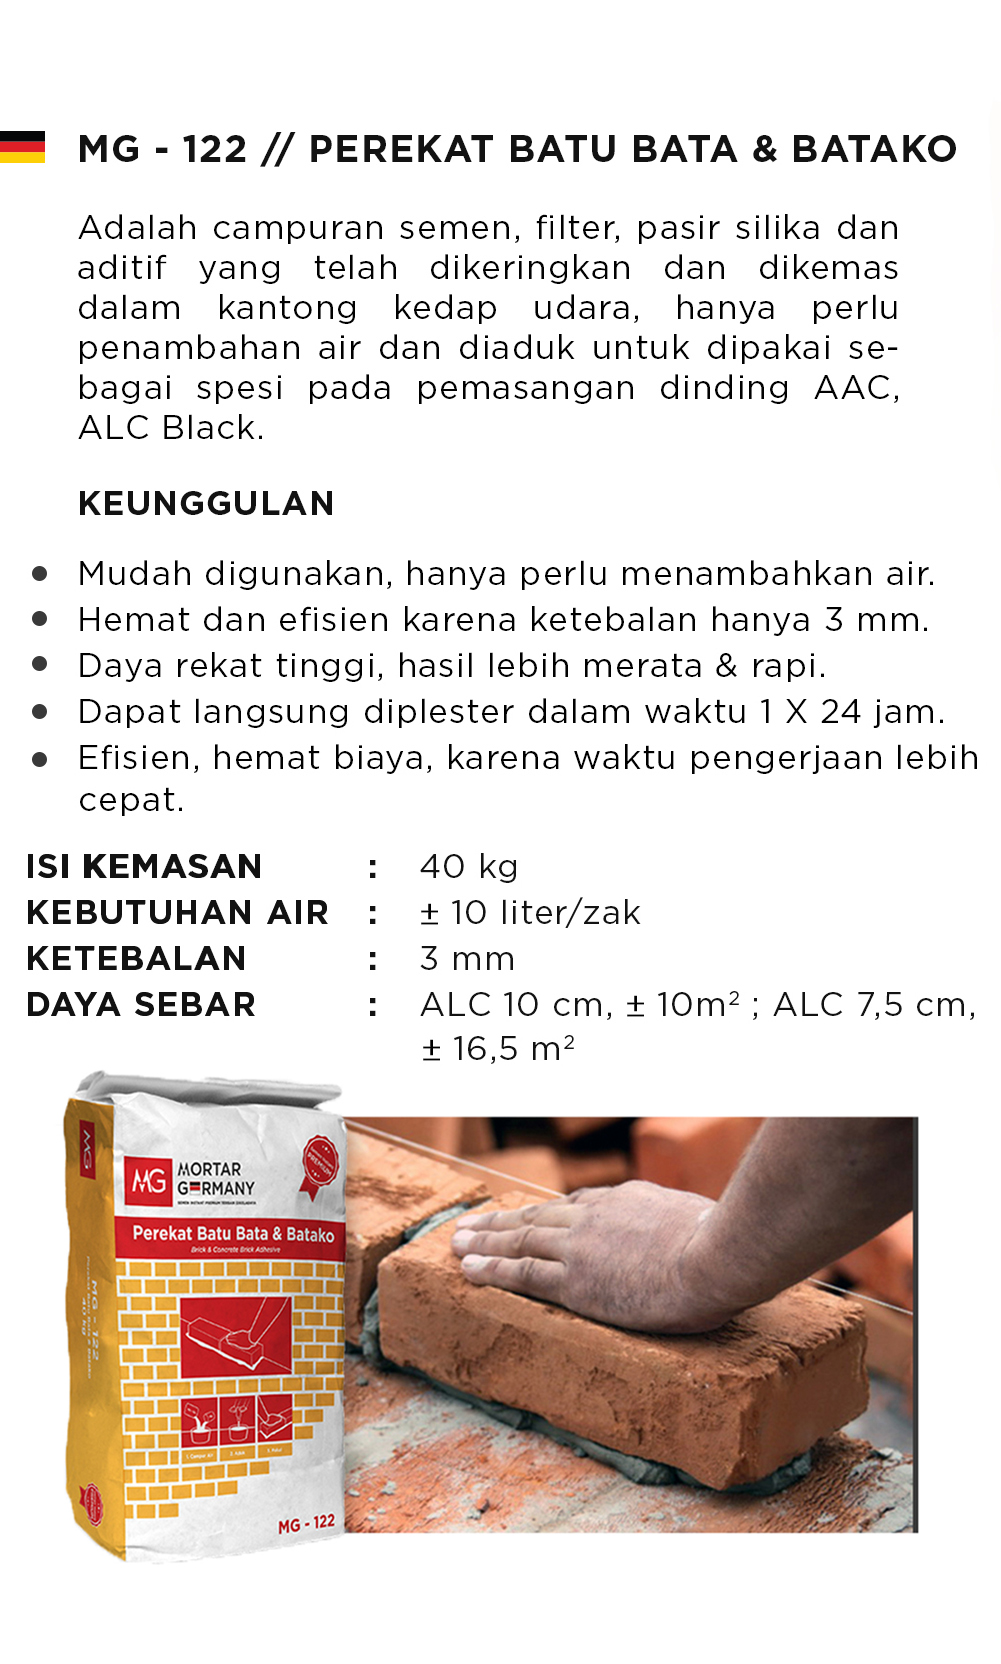 MG - 122 // PEREKAT BATU BATA & BATAKO
Adalah campuran semen, filter, pasir silika dan
aditif yang telah dikeringkan dan dikemas
dalam kantong kedap udara, hanya perlu
penambahan air dan diaduk untuk dipakai se-
bagai spesi pada pemasangan dinding AAC,
ALC Black.
KEUNGGULAN
Mudah digunakan, hanya perlu menambahkan air.
Hemat dan efisien karena ketebalan hanya 3 mm.
Daya rekat tinggi, hasil lebih merata & rapi.
Dapat langsung diplester dalam waktu 1 X 24 jam.
Efisien, hemat biaya, karena waktu pengerjaan lebih
cepat.
ISI KEMASAN : 40 kg
KEBUTUHAN AIR : ± 10 liter/zak
KETEBALAN : 3 mm
DAYA SEBAR : ALC 10 cm, ± 10m² ; ALC 7,5 cm,
± 16,5 m²
MG
MG MORTAR
GERMANY
PREMIUM
Perekat Batu Bata & Batako
Brick & Concrete Brick Adhesive
MG - 122
40 kg
MG - 122